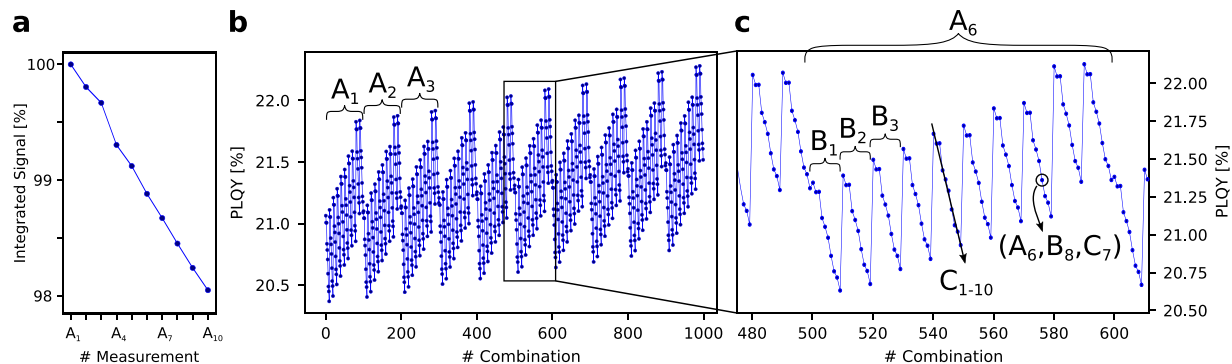 a
100
99
98
Integrated Signal [%]
A1 A4 A7 A10
# Measurement
b
A1 A2 A3
22.0
21.5
21.0
20.5
PLQY [%]
0 200 400 600 800 1000
# Combination
c
A6
B1 B2 B3
C1-10
(A6,B8,C7)
22.00
21.75
21.50
21.25
21.00
20.75
20.50
PLQY [%]
480 500 520 540 560 580 600
# Combination